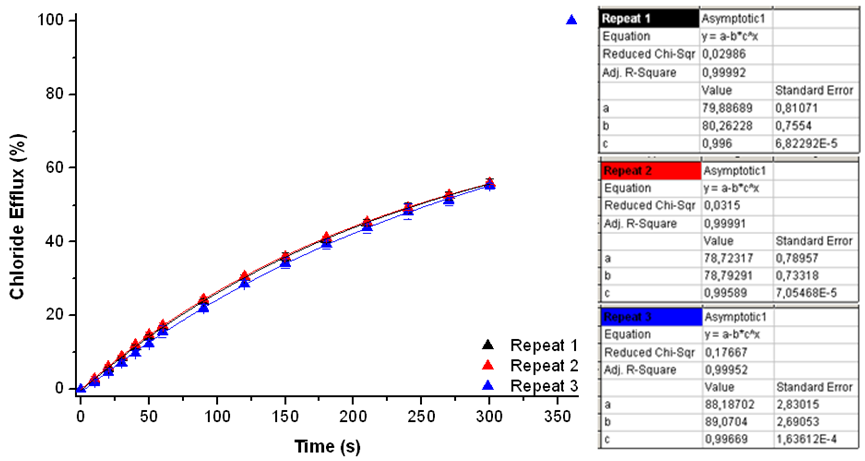 100
80
60
40
20
0
Chloride Efflux (%)
0 50 100 150 200 250 300 350
Time (s)
Repeat 1
Repeat 2
Repeat 3
Repeat 1 Asymptotic1
Equation y = a-b*c^x
Reduced Chi-Sqr 0,02986
Adj. R-Square 0,99992
Value Standard Error
a 79,88689 0,81071
b 80,26228 0,7554
c 0,996 6,82292E-5
Repeat 2 Asymptotic1
Equation y = a-b*c^x
Reduced Chi-Sqr 0,0315
Adj. R-Square 0,99991
Value Standard Error
a 78,72317 0,78957
b 78,79291 0,73318
c 0,99589 7,05468E-5
Repeat 3 Asymptotic1
Equation y = a-b*c^x
Reduced Chi-Sqr 0,17667
Adj. R-Square 0,99952
Value Standard Error
a 88,18702 2,83015
b 89,0704 2,69053
c 0,99669 1,63612E-4